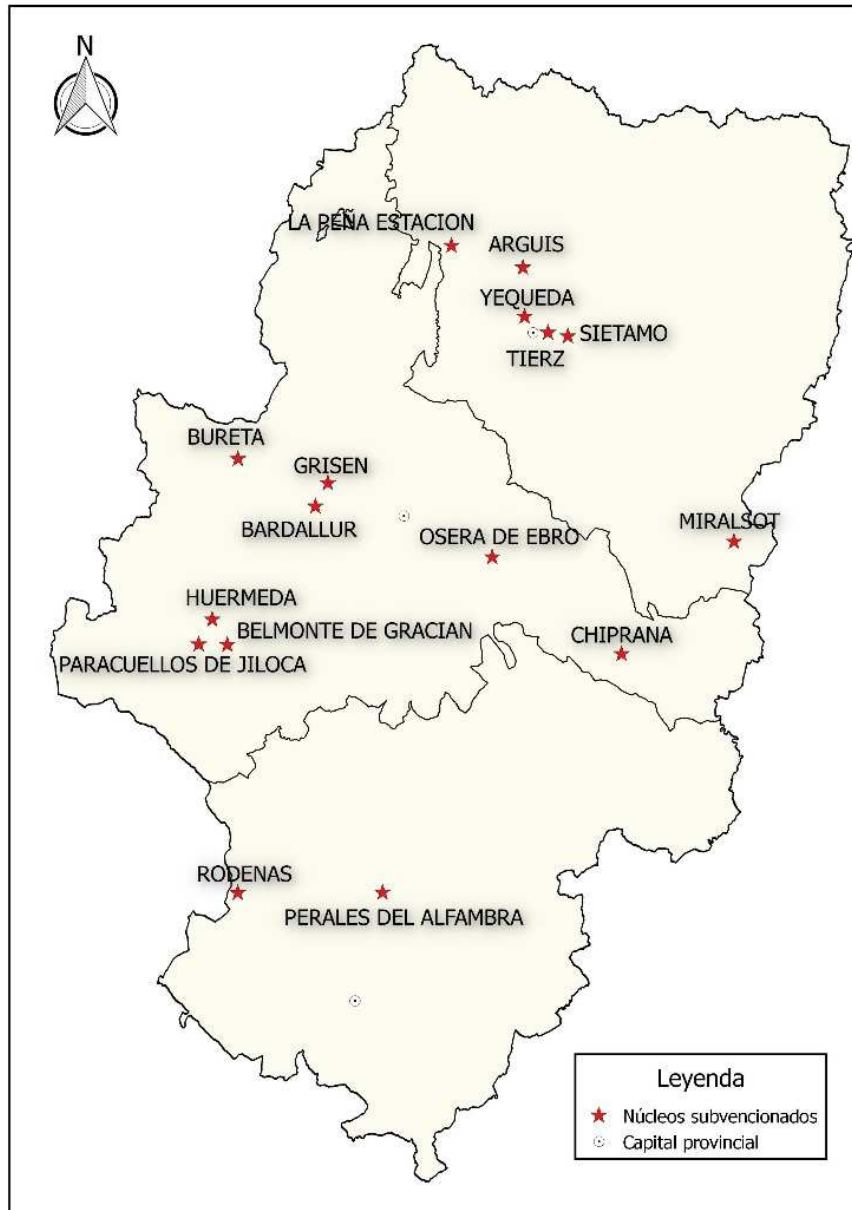 N
LA PEÑA ESTACION
ARGUIS
YEQUEDA
SIETAMO
TIERZ
BURETA
GRISEN
BARDALLUR
OSERA DE EBRO
MIRALSOT
HUERMEDA
BELMONTE DE GRACIAN
CHIPRANA
PARACUELLOS DE JILOCA
RODENAS
PERALES DEL ALFAMBRA
Leyenda
Núcleos subvencionados
Capital provincial